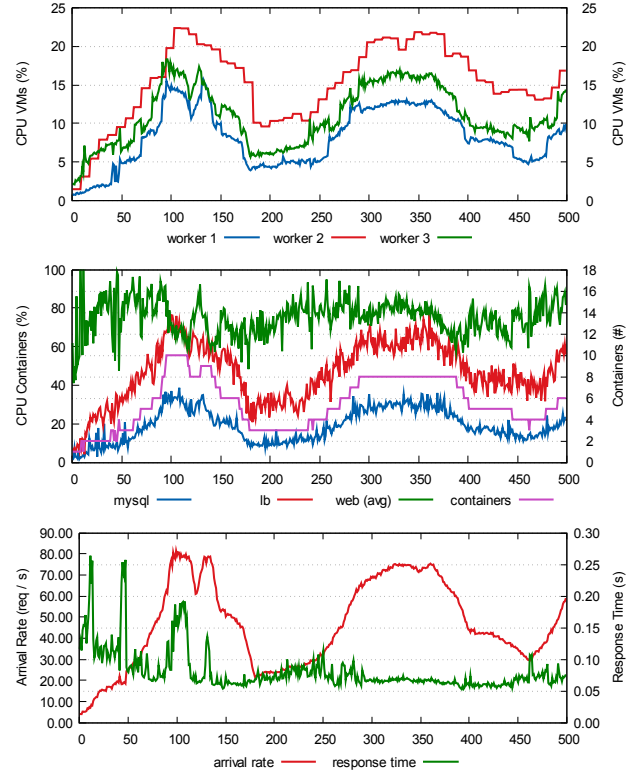 25 25
20 20
15 15
10 10
5 5
0 0
CPU VMs (%)
CPU VMs (%)
0 50 100 150 200 250 300 350 400 450 500
worker 1 worker 2 worker 3
100 18
16
80 14
12
60 10
40 8
6
20 4
2
0 0
CPU Containers (%)
Containers (#)
0 50 100 150 200 250 300 350 400 450 500
mysql lb web (avg) containers
90.00 0.30
80.00 0.25
70.00
60.00 0.20
50.00 0.15
40.00
30.00 0.10
20.00 0.05
10.00
0.00 0.00
Arrival Rate (req / s)
Response Time (s)
0 50 100 150 200 250 300 350 400 450 500
arrival rate response time